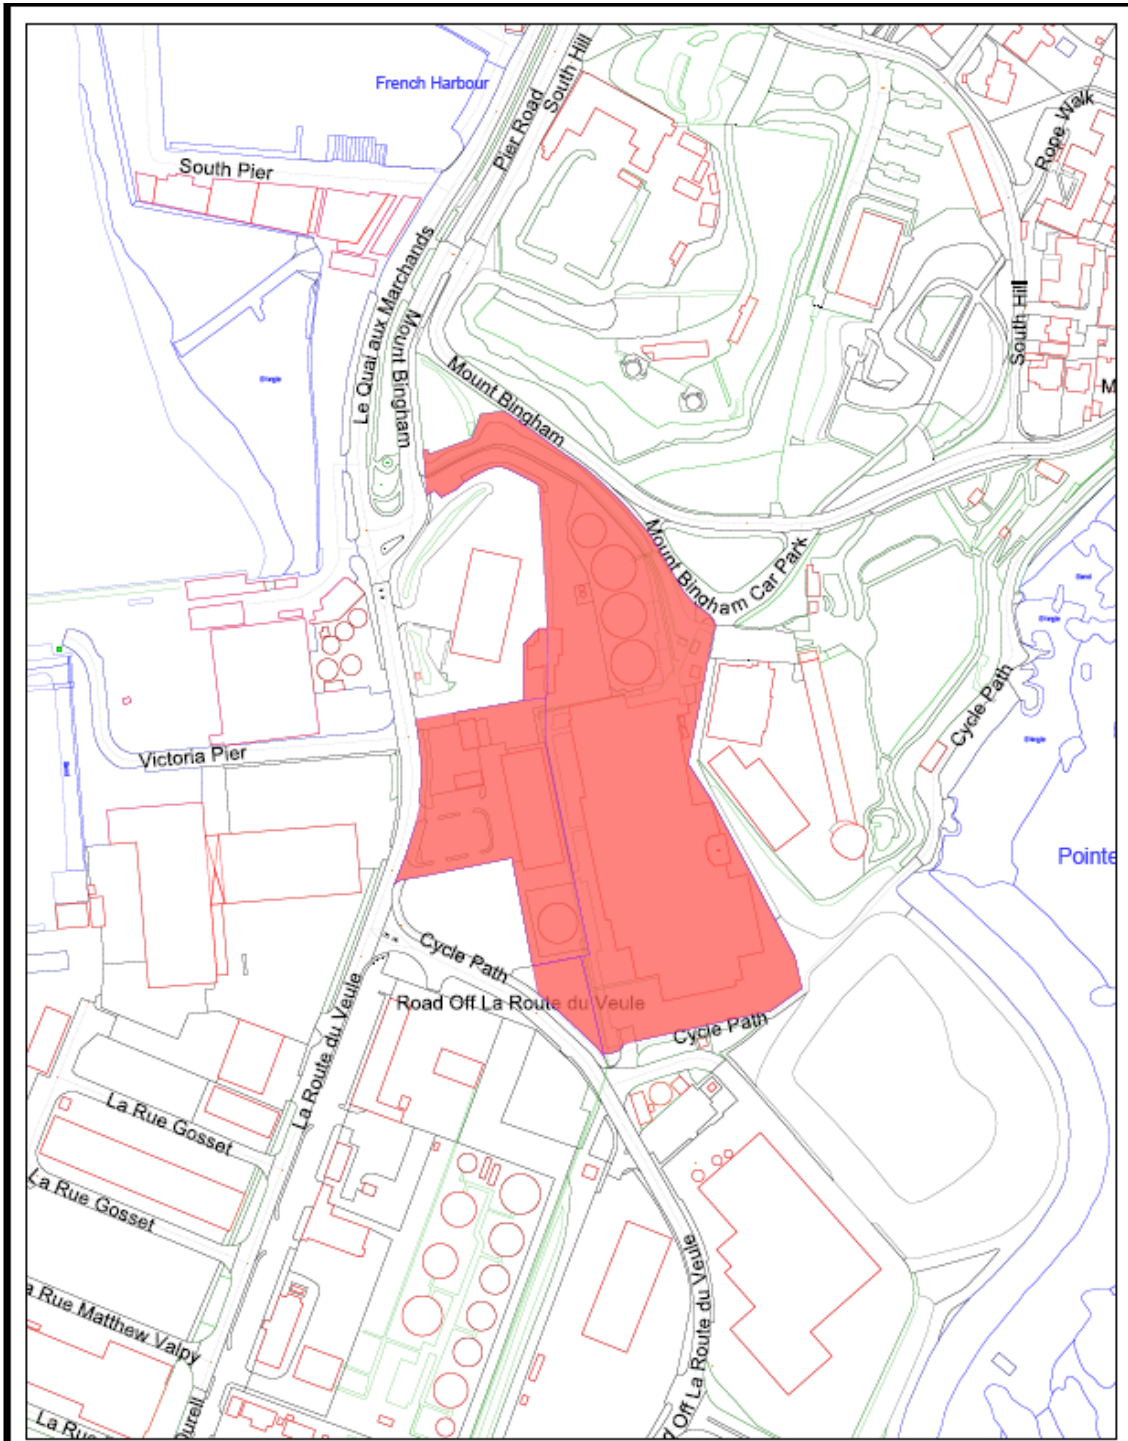 French Harbour
South Hill
Pier Road
Rope Walk
South Pier
Le Quai aux Marchands
Mount Bingham
South Hill
Mount Bingham
M
Mount Bingham Car Park
Cycle Path
Victoria Pier
Pointe
Cycle Path
Road Off La Route du Veule
Cycle Path
La Route du Veule
La Rue Gosset
La Rue Gosset
a Rue Matthew Valpy
d Off La Route du Veule
La Rue
Durell